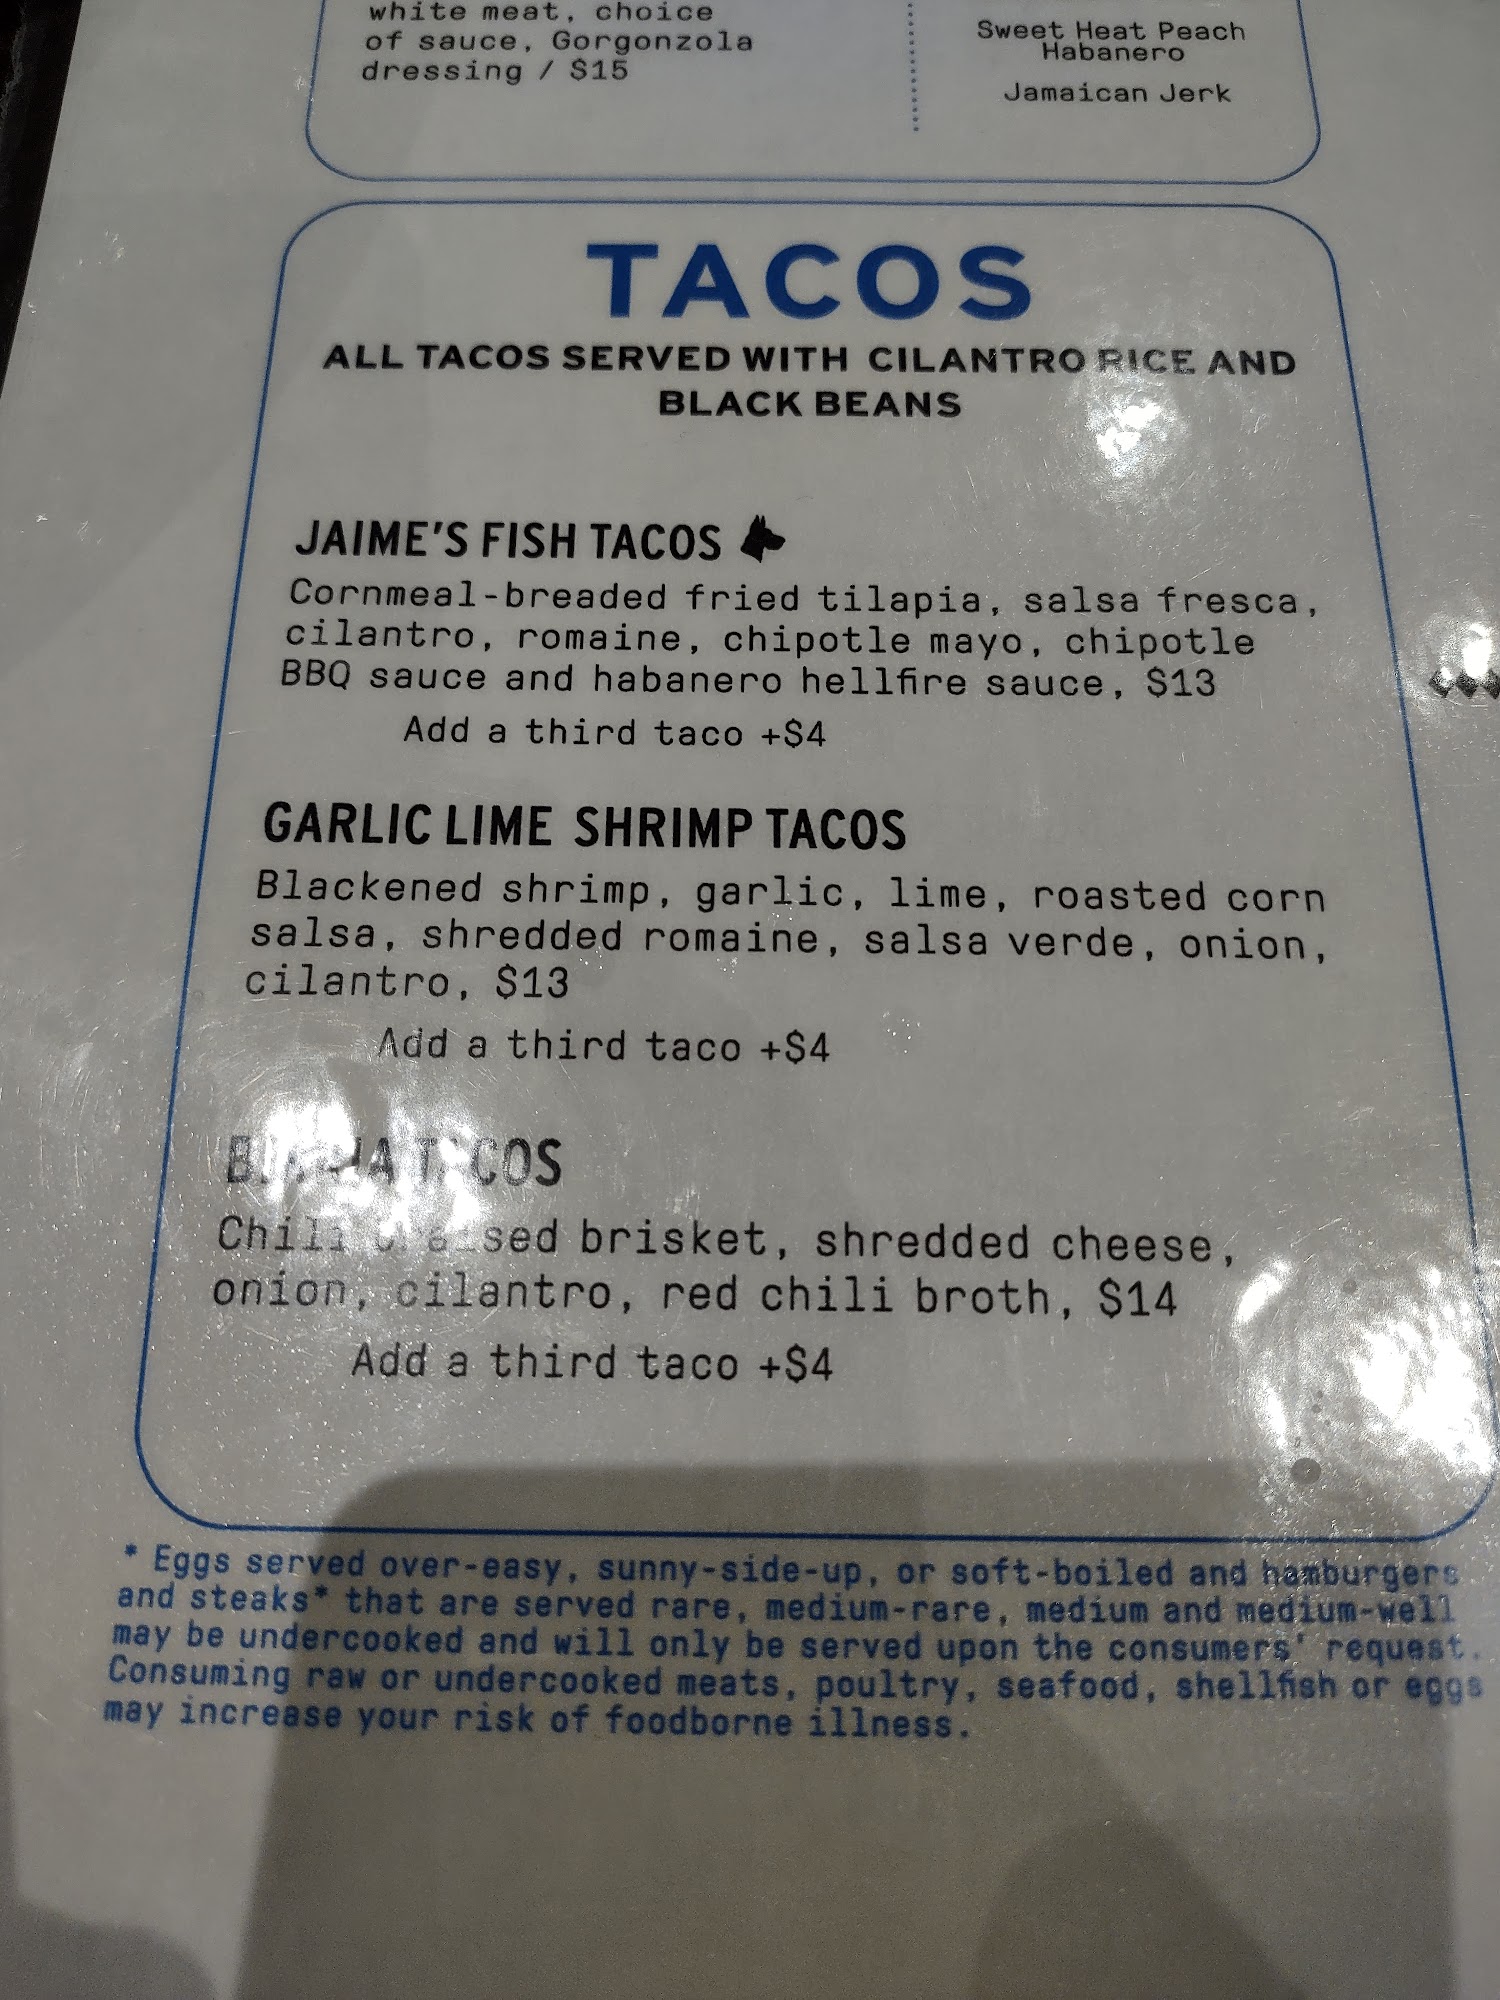 white meat, choice
of sauce, Gorgonzola
dressing / $15
Sweet Heat Peach
Habanero
Jamaican Jerk
TACOS
ALL TACOS SERVED WITH CILANTRO RICE AND
BLACK BEANS
JAIME'S FISH TACOS
Cornmeal-breaded fried tilapia, salsa fresca,
cilantro, romaine, chipotle mayo, chipotle
BBQ sauce and habanero hellfire sauce, $13
Add a third taco +$4
GARLIC LIME SHRIMP TACOS
Blackened shrimp, garlic, lime, roasted corn
salsa, shredded romaine, salsa verde, onion,
cilantro, $13
Add a third taco +$4
TACOS
Chili braised brisket, shredded cheese,
onion, cilantro, red chili broth, $14
Add a third taco +$4
* Eggs served over-easy, sunny-side-up, or soft-boiled and hamburgers
and steaks* that are served rare, medium-rare, medium and medium-well
may be undercooked and will only be served upon the consumers' request.
Consuming raw or undercooked meats, poultry, seafood, shellfish or eggs
may increase your risk of foodborne illness.